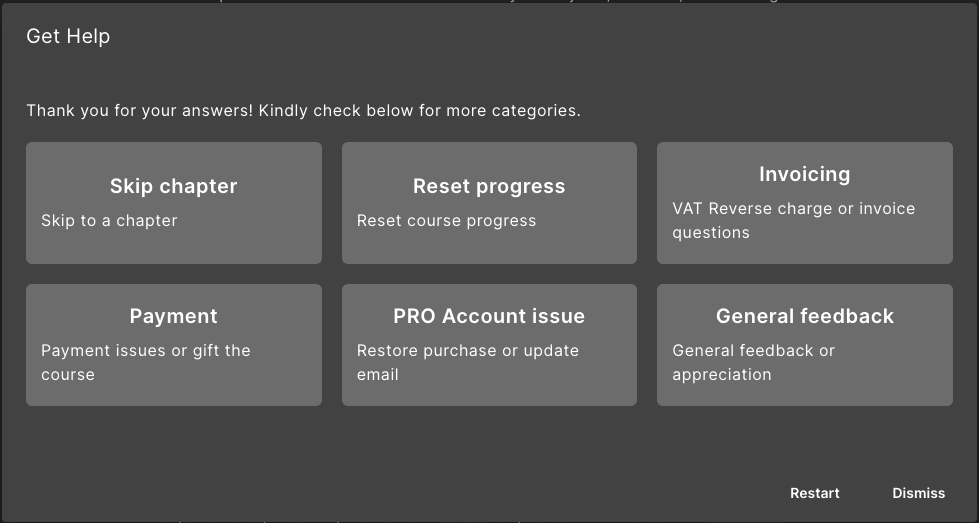 Get Help
Thank you for your answers! Kindly check below for more categories.
Skip chapter
Skip to a chapter
Reset progress
Reset course progress
Invoicing
VAT Reverse charge or invoice
questions
Payment
Payment issues or gift the
course
PRO Account issue
Restore purchase or update
email
General feedback
General feedback or
appreciation
Restart
Dismiss